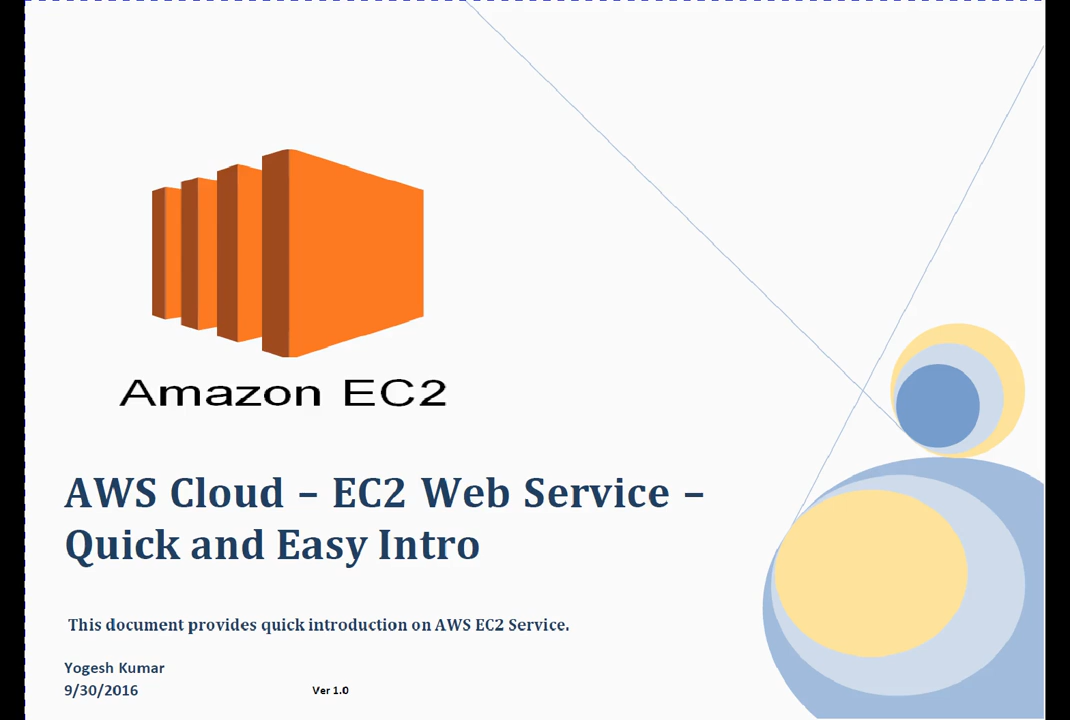 Amazon EC2
AWS Cloud – EC2 Web Service –
Quick and Easy Intro
This document provides quick introduction on AWS EC2 Service.
Yogesh Kumar
9/30/2016
Ver 1.0